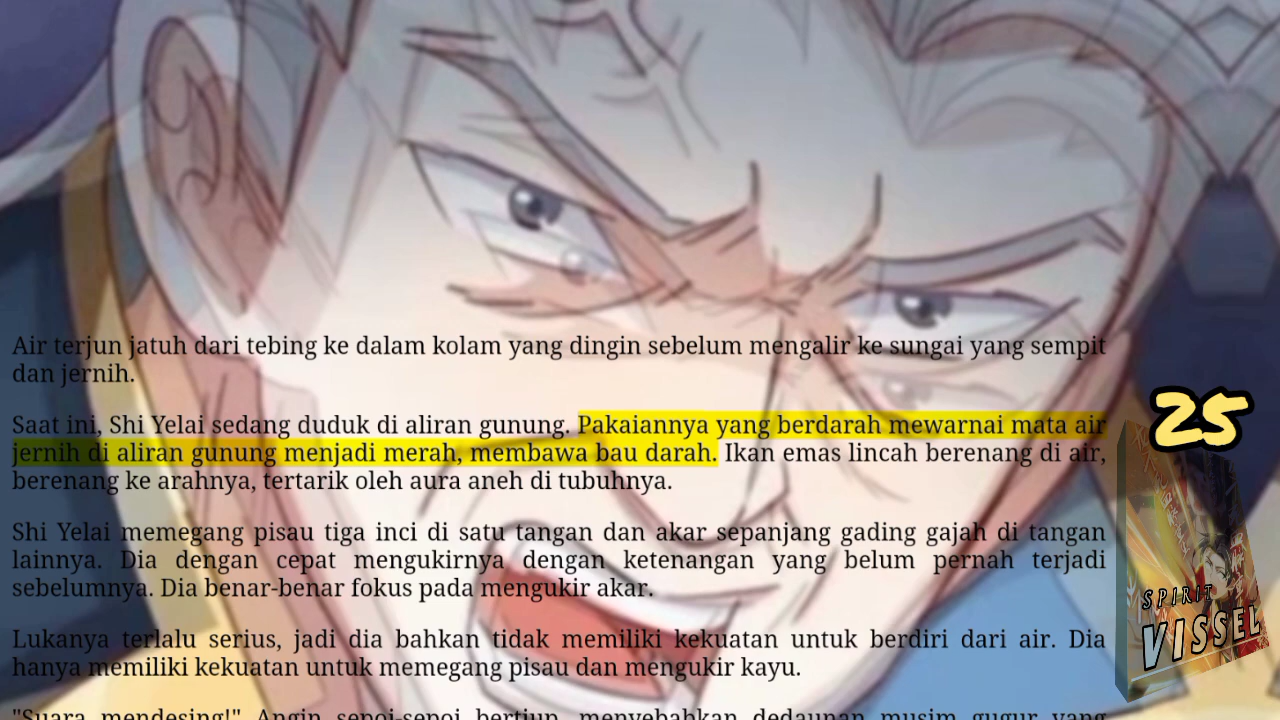 Air terjun jatuh dari tebing ke dalam kolam yang dingin sebelum mengalir ke sungai yang sempit
dan jernih.
Saat ini, Shi Yelai sedang duduk di aliran gunung. Pakaiannya yang berdarah mewarnai mata air
jernih di aliran gunung menjadi merah, membawa bau darah. Ikan emas lincah berenang di air,
berenang ke arahnya, tertarik oleh aura aneh di tubuhnya.
Shi Yelai memegang pisau tiga inci di satu tangan dan akar sepanjang gading gajah di tangan
lainnya. Dia dengan cepat mengukirnya dengan ketenangan yang belum pernah terjadi
sebelumnya. Dia benar-benar fokus pada mengukir akar.
Lukanya terlalu serius, jadi dia bahkan tidak memiliki kekuatan untuk berdiri dari air. Dia
hanya memiliki kekuatan untuk memegang pisau dan mengukir kayu.
"Suara mendesing!" Angin sepoi-sepoi bertiup, menyebabkan dedaunan musim gugur yang
25
SPIRIT
VISSEL